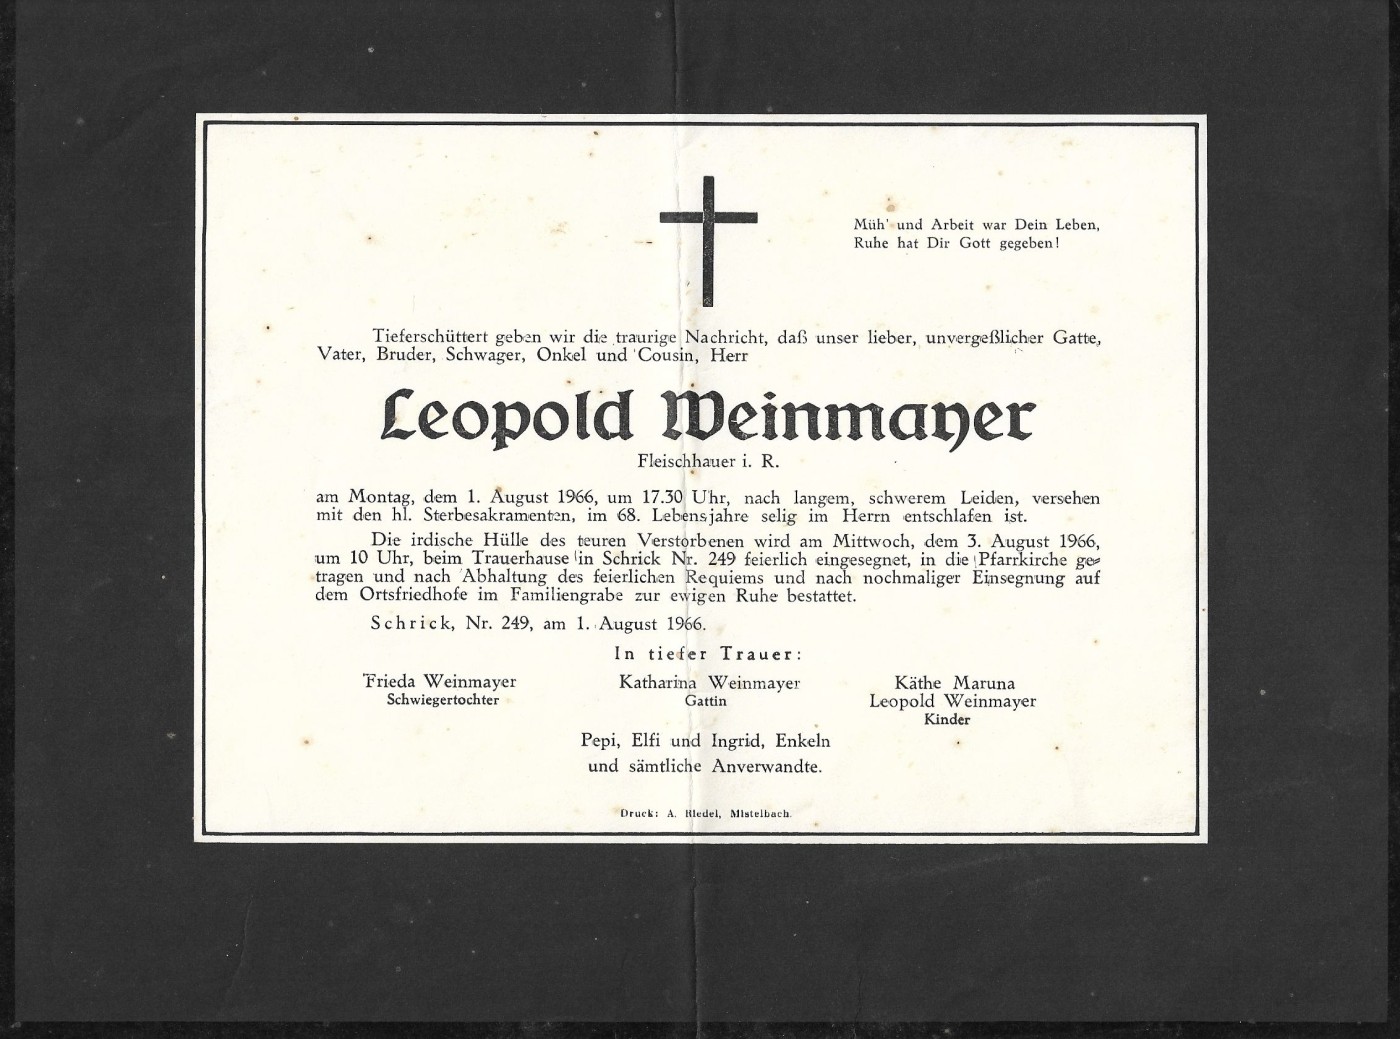 Müh' und Arbeit war Dein Leben,
Ruhe hat Dir Gott gegeben!
Tieferschüttert geben wir die traurige Nachricht, daß unser lieber, unvergeßlicher Gatte,
Vater, Bruder, Schwager, Onkel und Cousin, Herr
Leopold Weinmayer
Fleischhauer i. R.
am Montag, dem 1. August 1966, um 17.30 Uhr, nach langem, schwerem Leiden, versehen
mit den hl. Sterbesakramenten, im 68. Lebensjahre selig im Herrn entschlafen ist.
Die irdische Hülle des teuren Verstorbenen wird am Mittwoch, dem 3. August 1966,
um 10 Uhr, beim Trauerhause in Schrick Nr. 249 feierlich eingesegnet, in die Pfarrkirche ge-
tragen und nach Abhaltung des feierlichen Requiems und nach nochmaliger Einsegnung auf
dem Ortsfriedhofe im Familiengrabe zur ewigen Ruhe bestattet.
Schrick, Nr. 249, am 1. August 1966.
In tiefer Trauer:
Frieda Weinmayer
Schwiegertochter
Katharina Weinmayer
Gattin
Käthe Maruna
Leopold Weinmayer
Kinder
Pepi, Elfi und Ingrid, Enkeln
und sämtliche Anverwandte.
Druck: A. Riedel, Mistelbach.